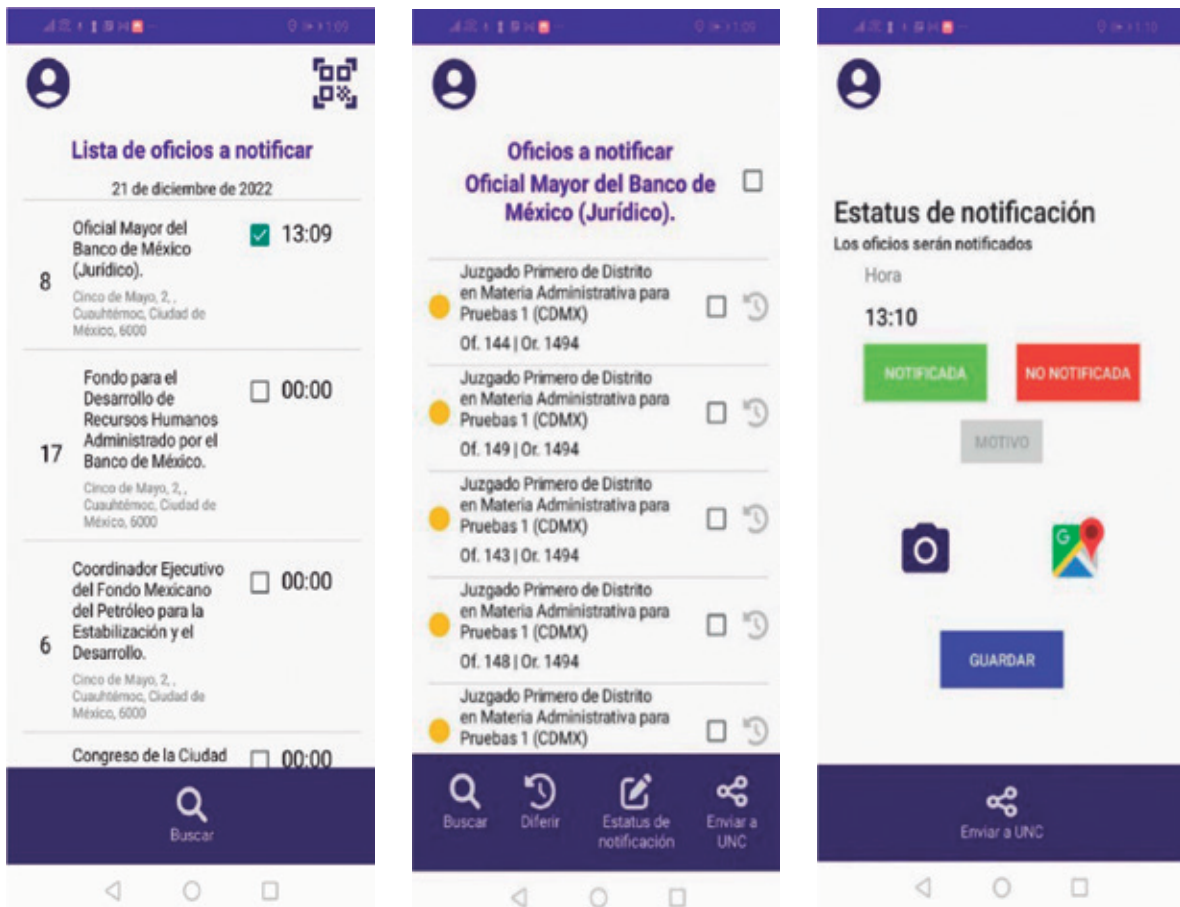 1:09
Lista de oficios a notificar
21 de diciembre de 2022
Oficial Mayor del
Banco de México
(Jurídico).
13:09
8
Cinco de Mayo, 2, ,
Cuauhtémoc, Ciudad de
México, 6000
Fondo para el
Desarrollo de
Recursos Humanos
Administrado por el
Banco de México.
00:00
17
Cinco de Mayo, 2, ,
Cuauhtémoc, Ciudad de
México, 6000
Coordinador Ejecutivo
del Fondo Mexicano
del Petróleo para la
Estabilización y el
Desarrollo.
00:00
6
Cinco de Mayo, 2, ,
Cuauhtémoc, Ciudad de
México, 6000
Congreso de la Ciudad
00:00
Buscar
1:09
Oficios a notificar
Oficial Mayor del Banco de
México (Jurídico).
Juzgado Primero de Distrito
en Materia Administrativa para
Pruebas 1 (CDMX)
Of. 144 | Or. 1494
Juzgado Primero de Distrito
en Materia Administrativa para
Pruebas 1 (CDMX)
Of. 149 | Or. 1494
Juzgado Primero de Distrito
en Materia Administrativa para
Pruebas 1 (CDMX)
Of. 143 | Or. 1494
Juzgado Primero de Distrito
en Materia Administrativa para
Pruebas 1 (CDMX)
Of. 148 | Or. 1494
Juzgado Primero de Distrito
en Materia Administrativa para
Pruebas 1 (CDMX)
Buscar
Diferir
Estatus de
notificación
Enviar a
UNC
1:10
Estatus de notificación
Los oficios serán notificados
Hora
13:10
NOTIFICADA
NO NOTIFICADA
MOTIVO
G
GUARDAR
Enviar a UNC